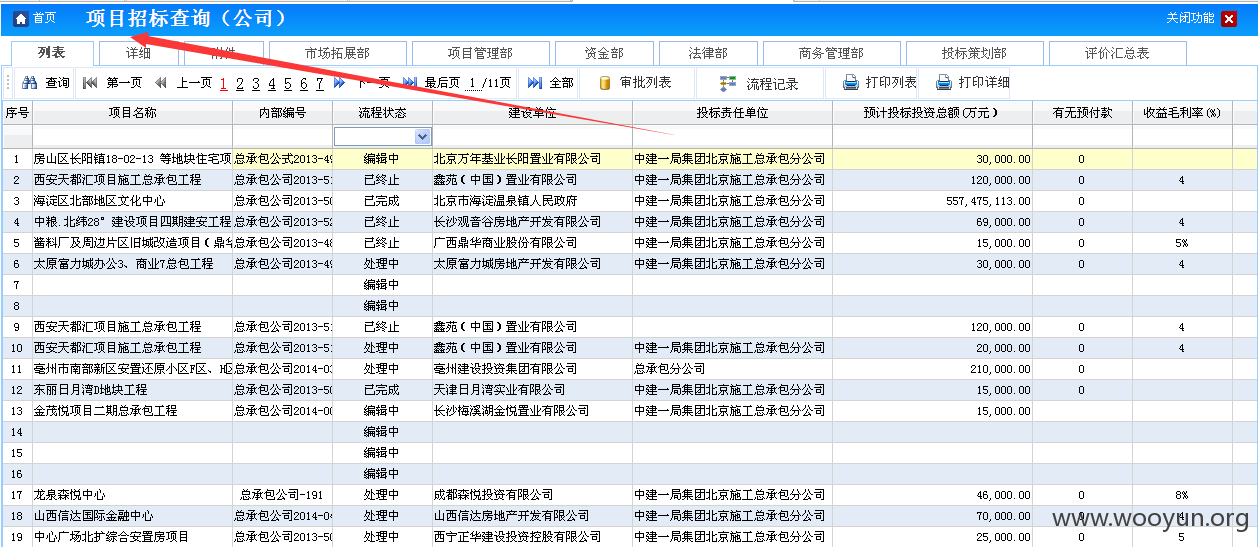 首页 项目招标查询（公司） 关闭功能
列表 详细 附件 市场拓展部 项目管理部 资金部 法律部 商务管理部 投标策划部 评价汇总表
查询 第一页 上一页 1 2 3 4 5 6 7 下一页 最后页 1 /11页 全部 审批列表 流程记录 打印列表 打印详细
序号 项目名称 内部编号 流程状态 建设单位 投标责任单位 预计投标投资总额(万元) 有无预付款 收益毛利率(%)
1 房山区长阳镇18-02-13 等地块住宅项 总承包公式2013-49 编辑中 北京万年基业长阳置业有限公司 中建一局集团北京施工总承包分公司 30,000.00 0
2 西安天都汇项目施工总承包工程 总承包公司2013-51 已终止 鑫苑（中国）置业有限公司 中建一局集团北京施工总承包分公司 120,000.00 0 4
3 海淀区北部地区文化中心 总承包公司2013-50 已完成 北京市海淀温泉镇人民政府 中建一局集团北京施工总承包分公司 557,475,113.00 0
4 中粮.北纬28°建设项目四期建安工程 总承包公司2013-52 已终止 长沙观音谷房地产开发有限公司 中建一局集团北京施工总承包分公司 69,000.00 0 4
5 酱料厂及周边片区旧城改造项目（鼎华 总承包公司2013-48 已终止 广西鼎华商业股份有限公司 中建一局集团北京施工总承包分公司 15,000.00 0 5%
6 太原富力城办公3、商业7总包工程 总承包公司2013-49 处理中 太原富力城房地产开发有限公司 中建一局集团北京施工总承包分公司 30,000.00 0 4
7 编辑中
8 编辑中
9 西安天都汇项目施工总承包工程 总承包公司2013-51 已终止 鑫苑（中国）置业有限公司 120,000.00 0 4
10 西安天都汇项目施工总承包工程 总承包公司2013-51 处理中 鑫苑（中国）置业有限公司 中建一局集团北京施工总承包分公司 20,000.00 0 4
11 亳州市南部新区安置还原小区F区、H区 总承包公司2014-03 处理中 亳州建设投资集团有限公司 总承包分公司 210,000.00 0
12 东丽日月湾D地块工程 总承包公司2013-50 已完成 天津日月湾实业有限公司 中建一局集团北京施工总承包分公司 15,000.00 0
13 金茂悦项目二期总承包工程 总承包公司2014-00 编辑中 长沙梅溪湖金悦置业有限公司 中建一局集团北京施工总承包分公司 15,000.00
14 编辑中
15 编辑中
16 编辑中
17 龙泉森悦中心 总承包公司-191 处理中 成都森悦投资有限公司 中建一局集团北京施工总承包分公司 46,000.00 0 8%
18 山西信达国际金融中心 总承包公司2014-04 处理中 山西信达房地产开发有限公司 中建一局集团北京施工总承包分公司 70,000.00 0 4
19 中心广场北扩综合安置房项目 总承包公司2013-50 处理中 西宁正华建设投资控股有限公司 中建一局集团北京施工总承包分公司 25,000.00 0 5
www.wooyun.org